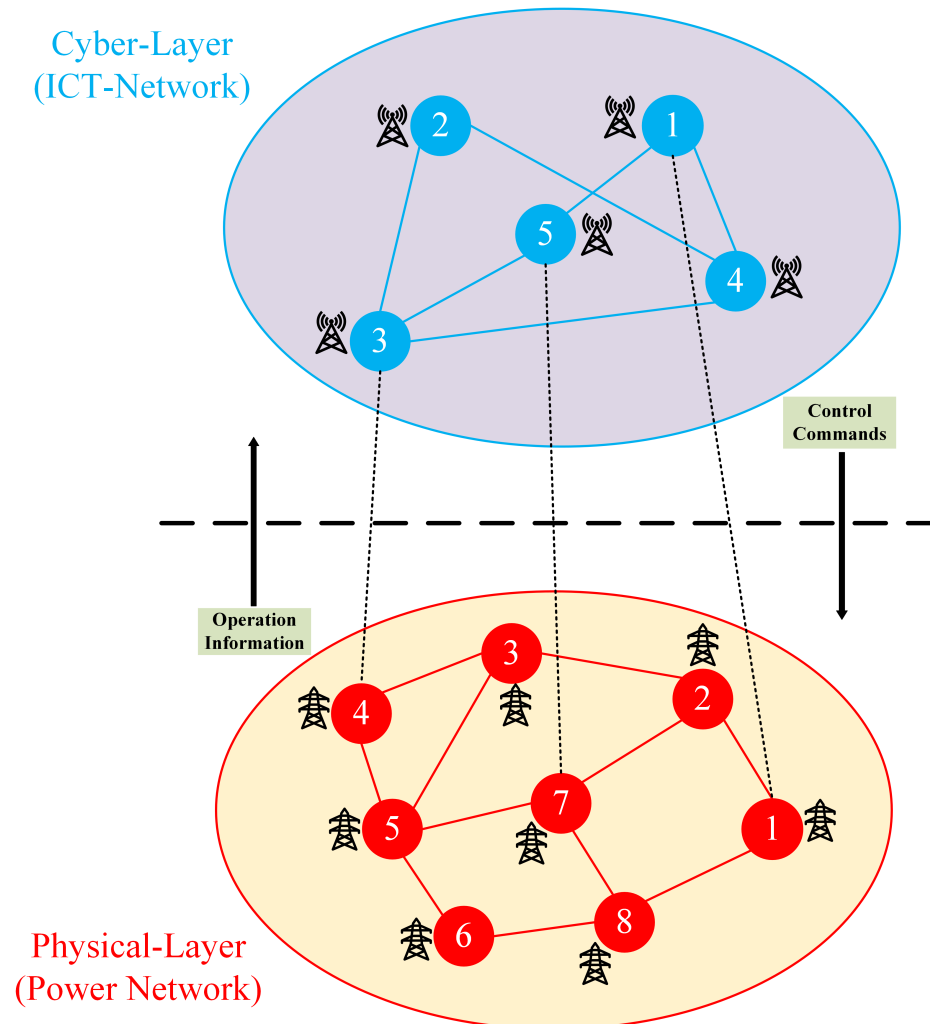 Cyber-Layer
(ICT-Network)
2
1
5
4
3
Control
Commands
Operation
Information
3
2
4
7
5
1
8
6
Physical-Layer
(Power Network)